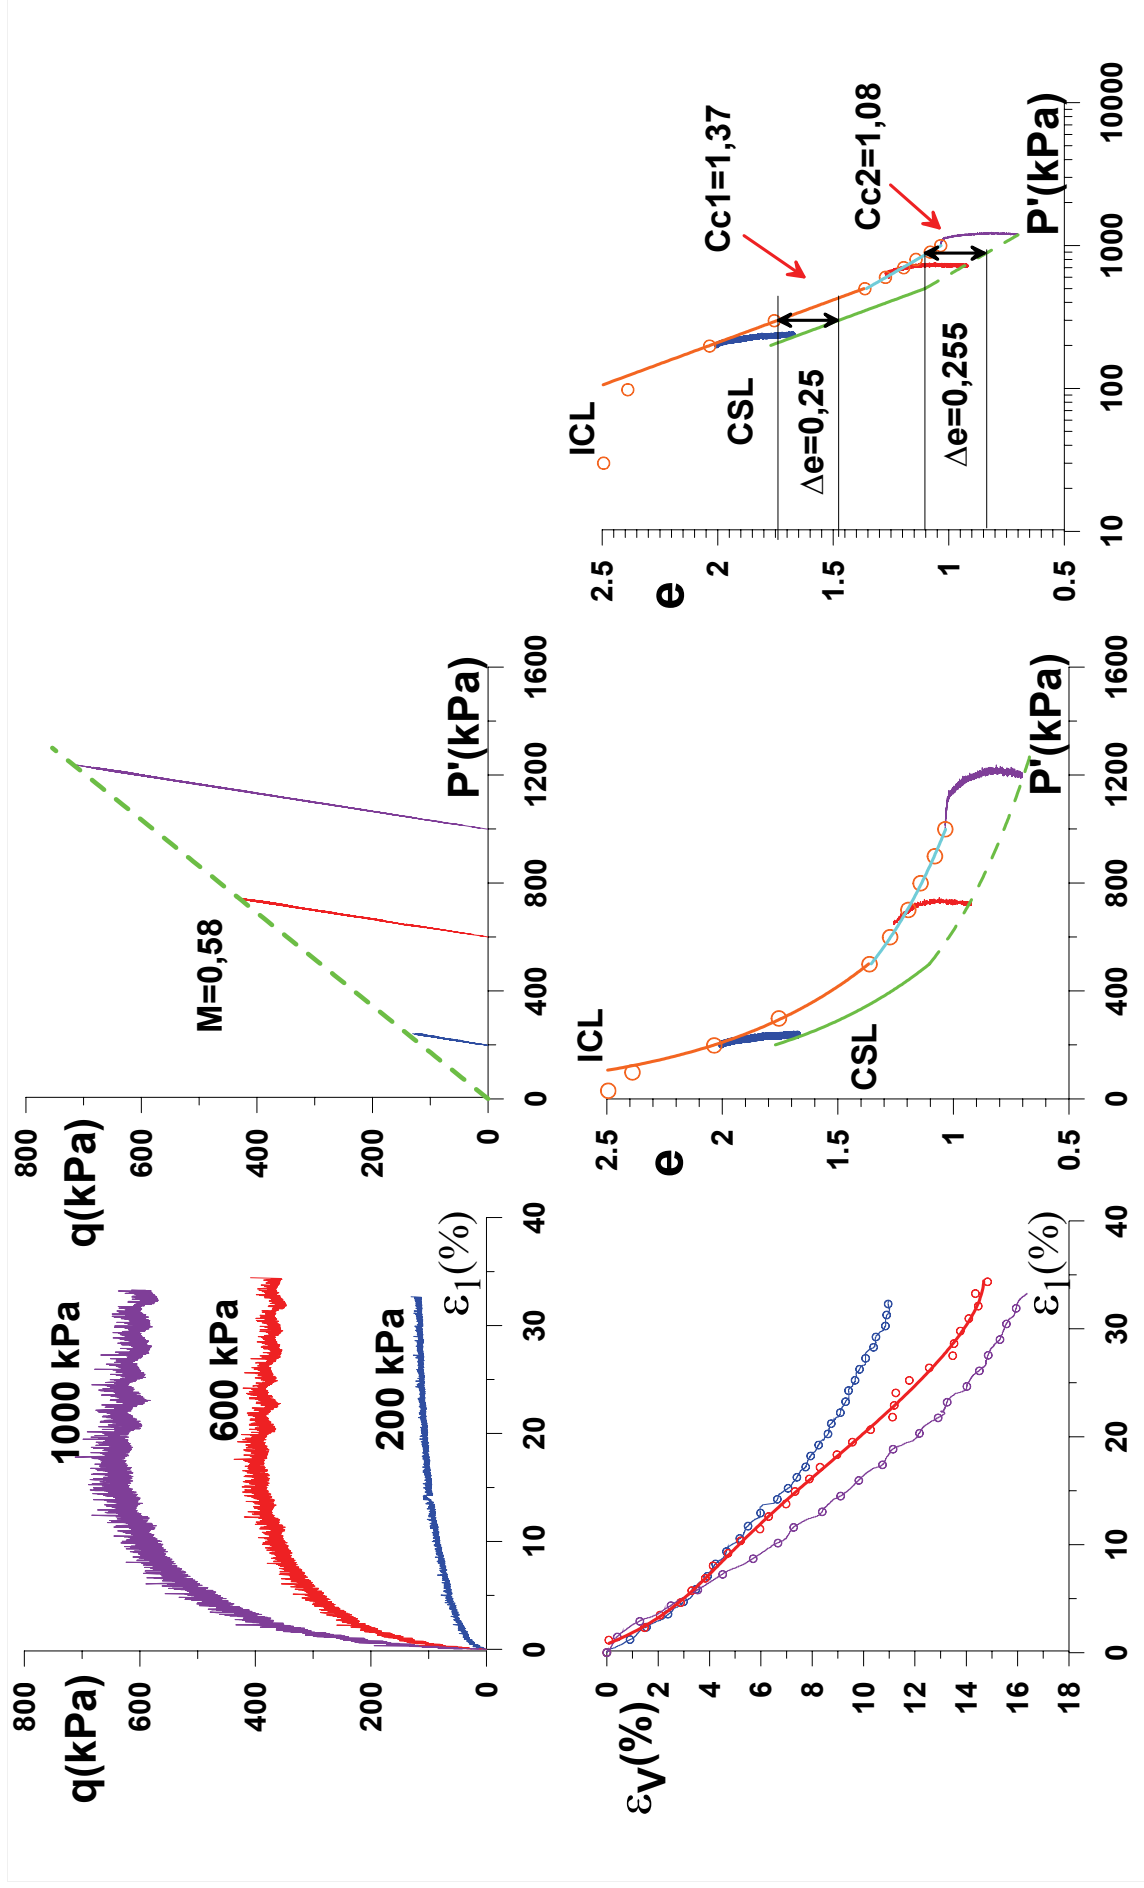 800
600
400
200
0
q(kPa)
1000 kPa
600 kPa
200 kPa
ε1(%)
0
10
20
30
40
800
600
400
200
0
q(kPa)
M=0,58
P'(kPa)
0
400
800
1200
1600
0
2
4
6
8
10
12
14
16
18
εV(%)
ε1(%)
0
10
20
30
40
2.5
2
1.5
1
0.5
e
ICL
CSL
P'(kPa)
0
400
800
1200
1600
2.5
2
1.5
1
0.5
e
ICL
CSL
Δe=0,25
Δe=0,255
Cc1=1,37
Cc2=1,08
P'(kPa)
10
100
1000
10000